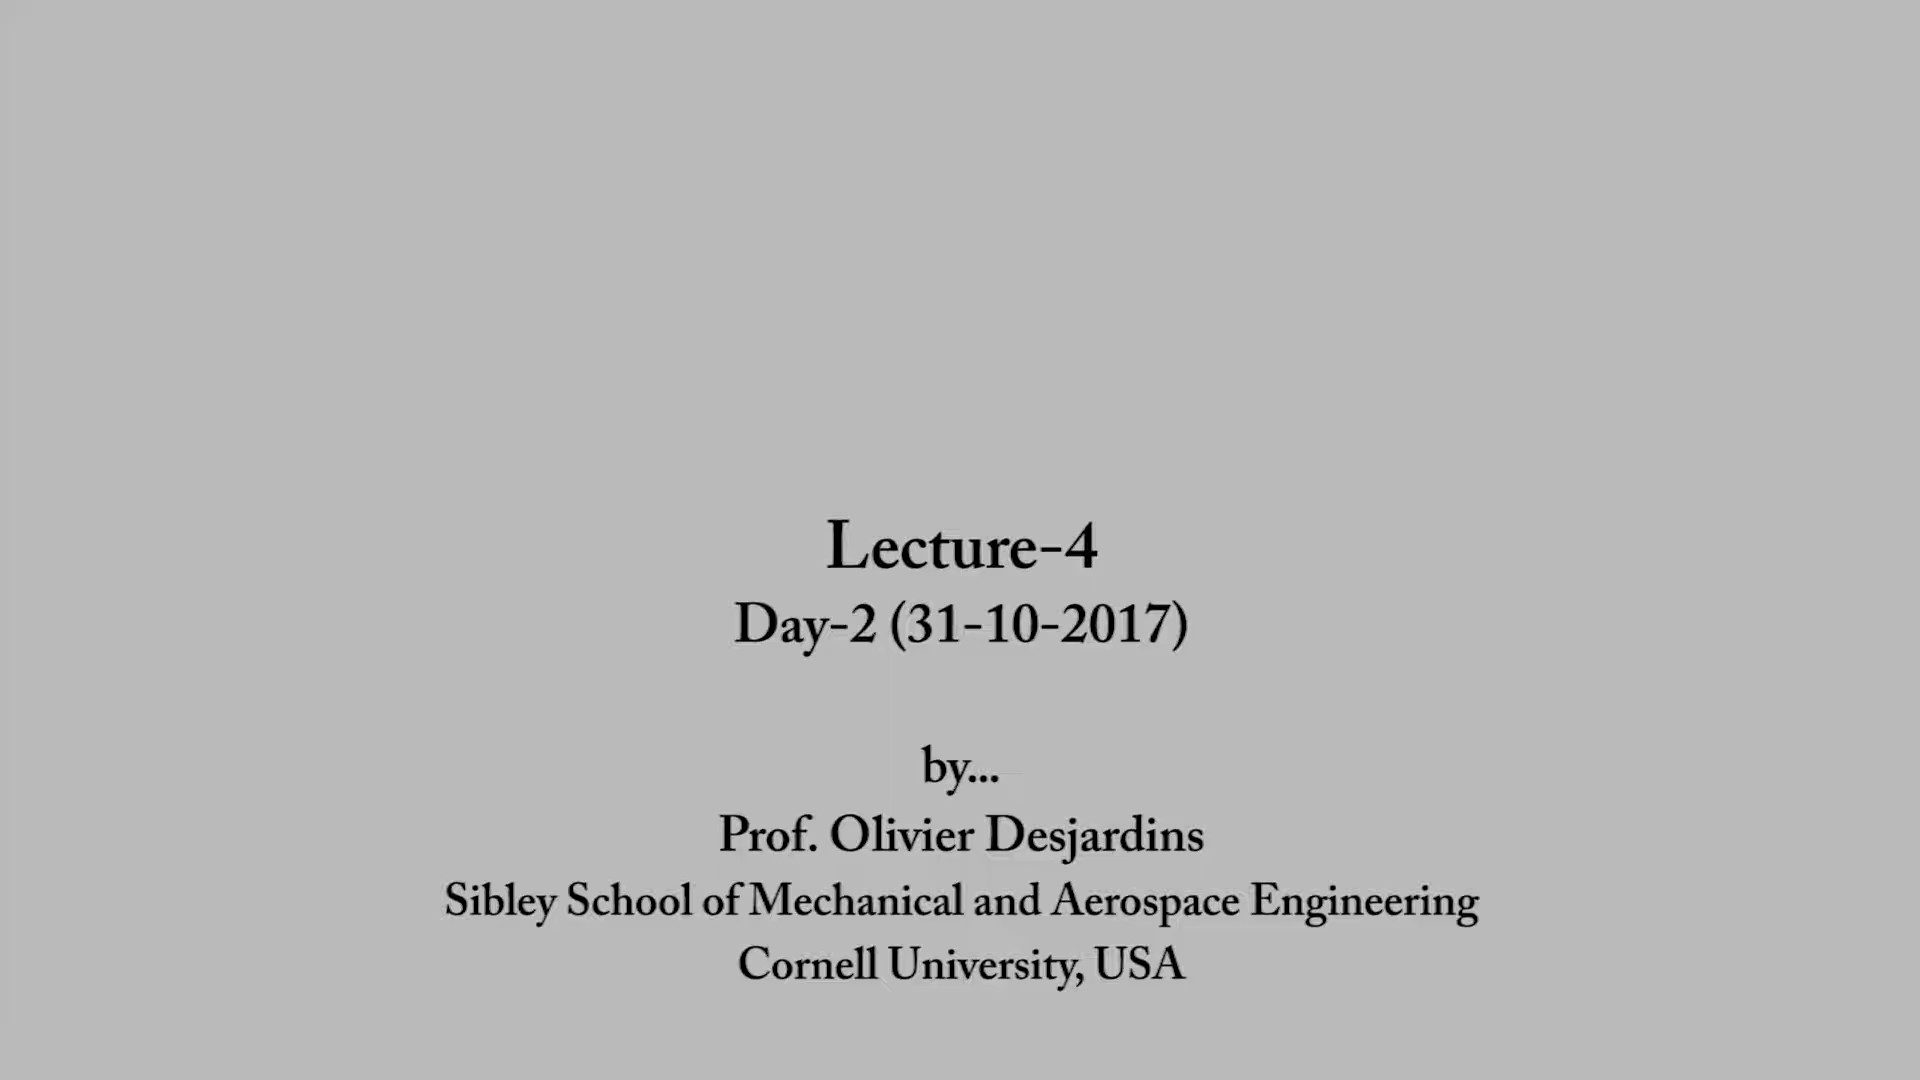 Lecture-4
Day-2 (31-10-2017)
by...
Prof. Olivier Desjardins
Sibley School of Mechanical and Aerospace Engineering
Cornell University, USA